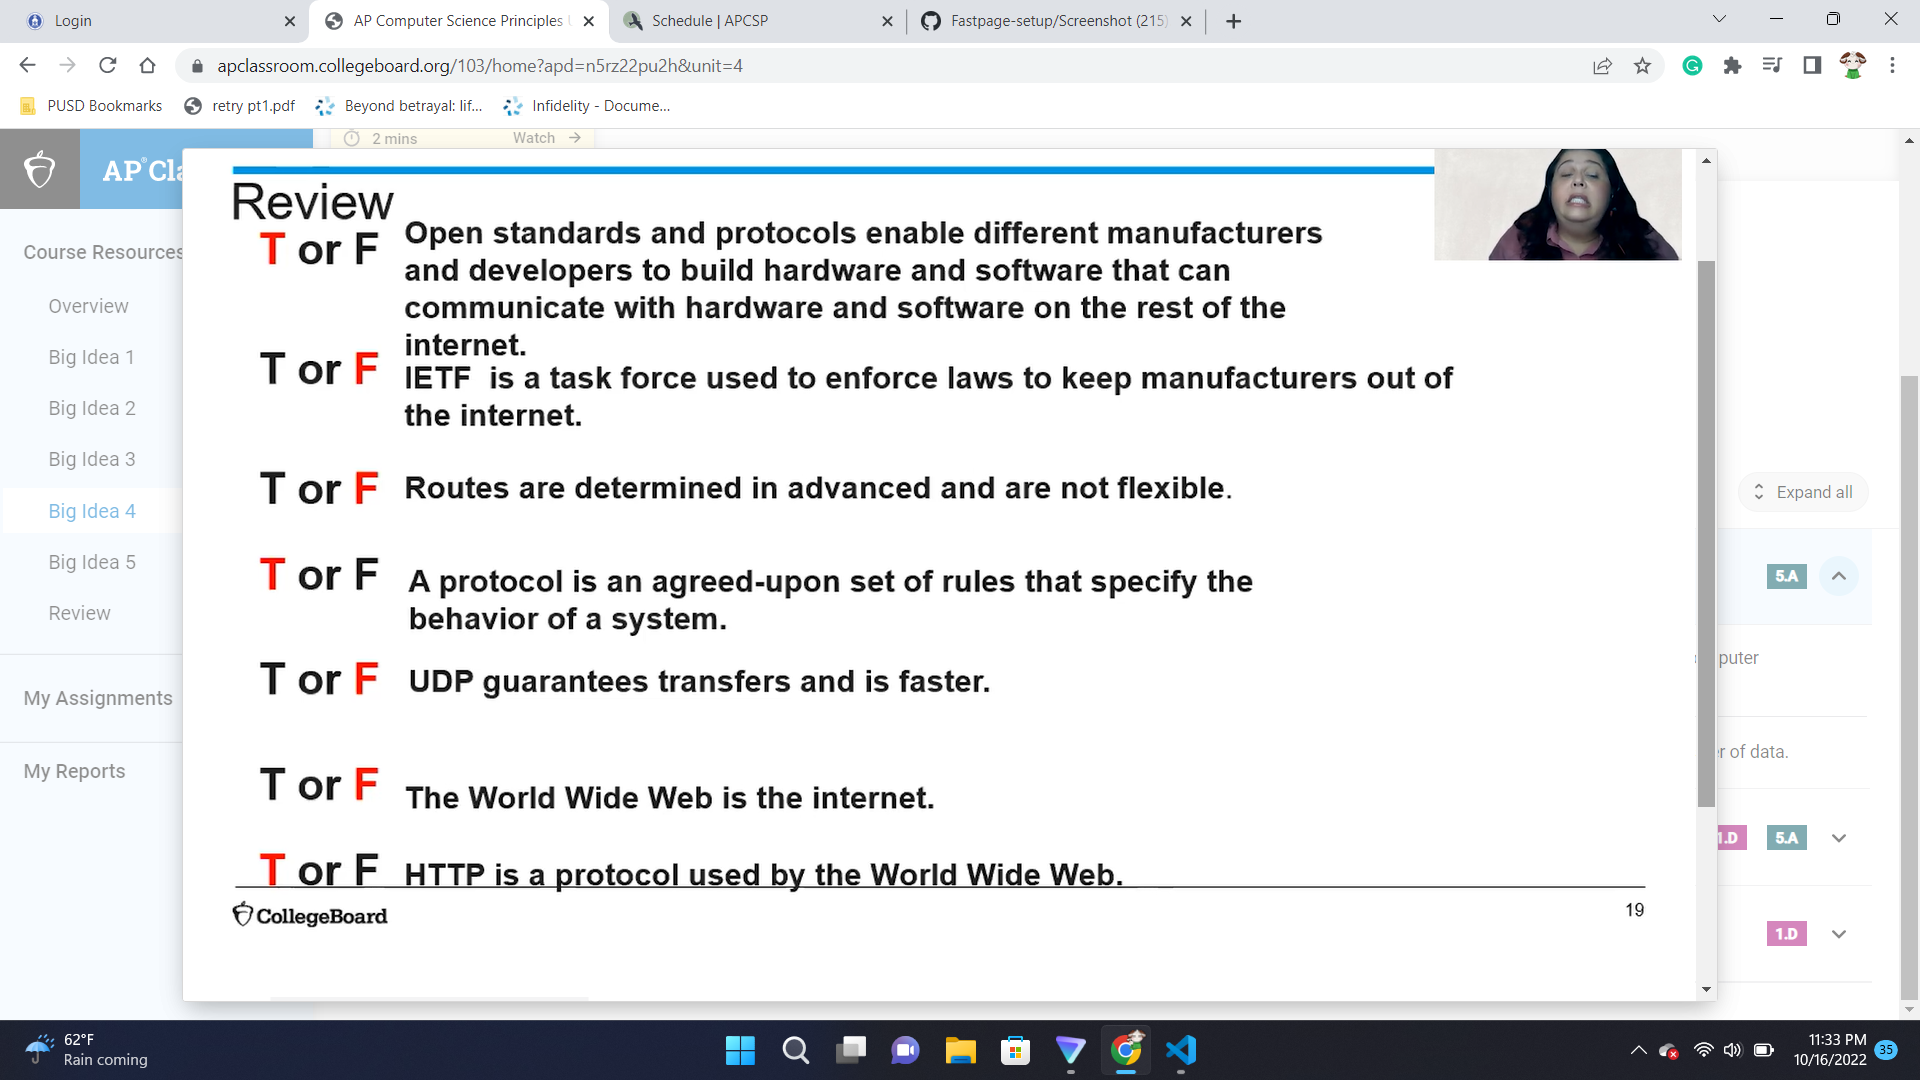 Login
AP Computer Science Principles
Schedule | APCSP
Fastpage-setup/Screenshot (215)
apclassroom.collegeboard.org/103/home?apd=n5rz22pu2h&unit=4
PUSD Bookmarks
retry pt1.pdf
Beyond betrayal: lif...
Infidelity - Docume...
2 mins
Watch
AP® Cla
Course Resources
Overview
Big Idea 1
Big Idea 2
Big Idea 3
Big Idea 4
Big Idea 5
Review
My Assignments
My Reports
Review
T or F Open standards and protocols enable different manufacturers
and developers to build hardware and software that can
communicate with hardware and software on the rest of the
internet.
T or F IETF is a task force used to enforce laws to keep manufacturers out of
the internet.
T or F Routes are determined in advanced and are not flexible.
T or F A protocol is an agreed-upon set of rules that specify the
behavior of a system.
T or F UDP guarantees transfers and is faster.
T or F The World Wide Web is the internet.
T or F HTTP is a protocol used by the World Wide Web.
CollegeBoard
19
Expand all
5.A
puter
r of data.
1.D 5.A
1.D
62°F
Rain coming
11:33 PM
10/16/2022
35